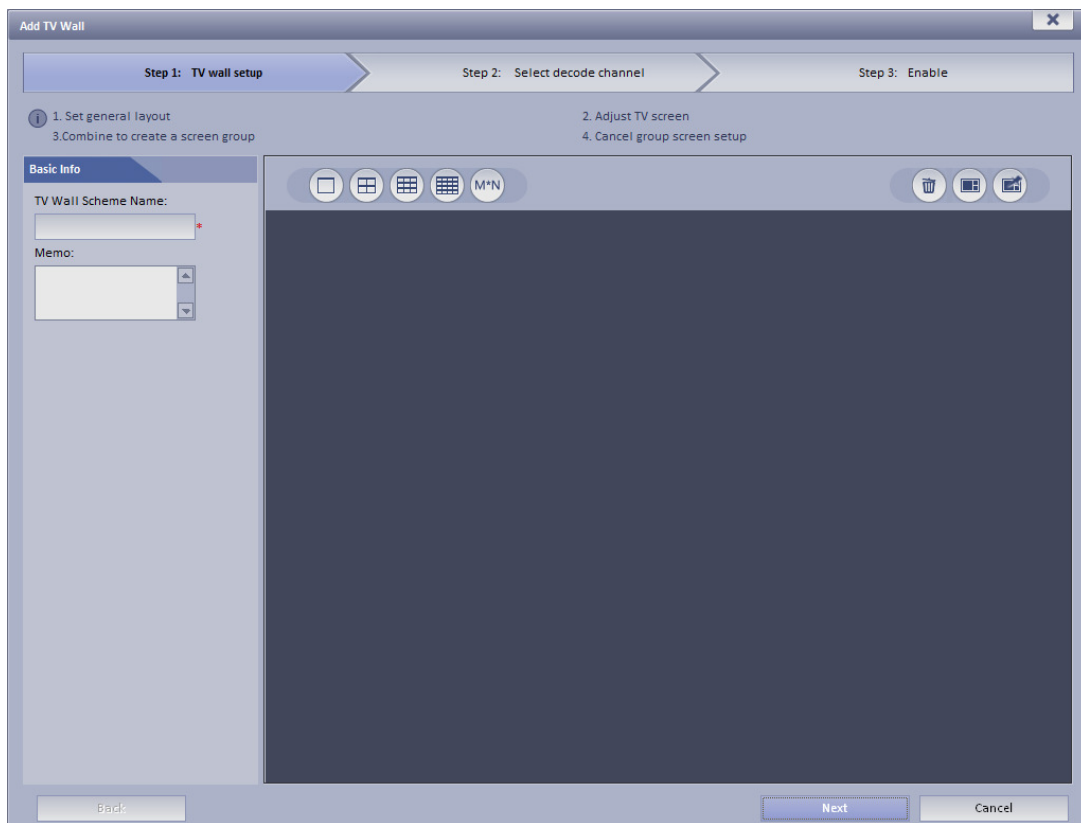 Add TV Wall
Step 1: TV wall setup
Step 2: Select decode channel
Step 3: Enable
1. Set general layout
2. Adjust TV screen
3.Combine to create a screen group
4. Cancel group screen setup
Basic Info
M*N
TV Wall Scheme Name:
*
Memo:
Back
Next
Cancel